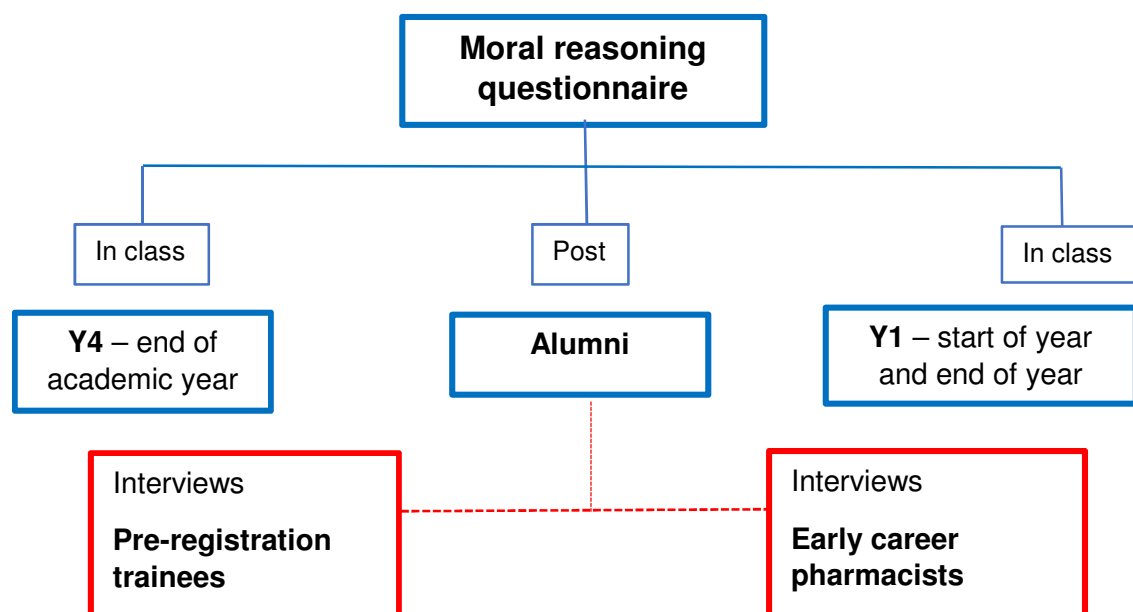 Moral reasoning
questionnaire
In class
Post
In class
Y4 – end of
academic year
Alumni
Y1 – start of year
and end of year
Interviews
Pre-registration
trainees
Interviews
Early career
pharmacists